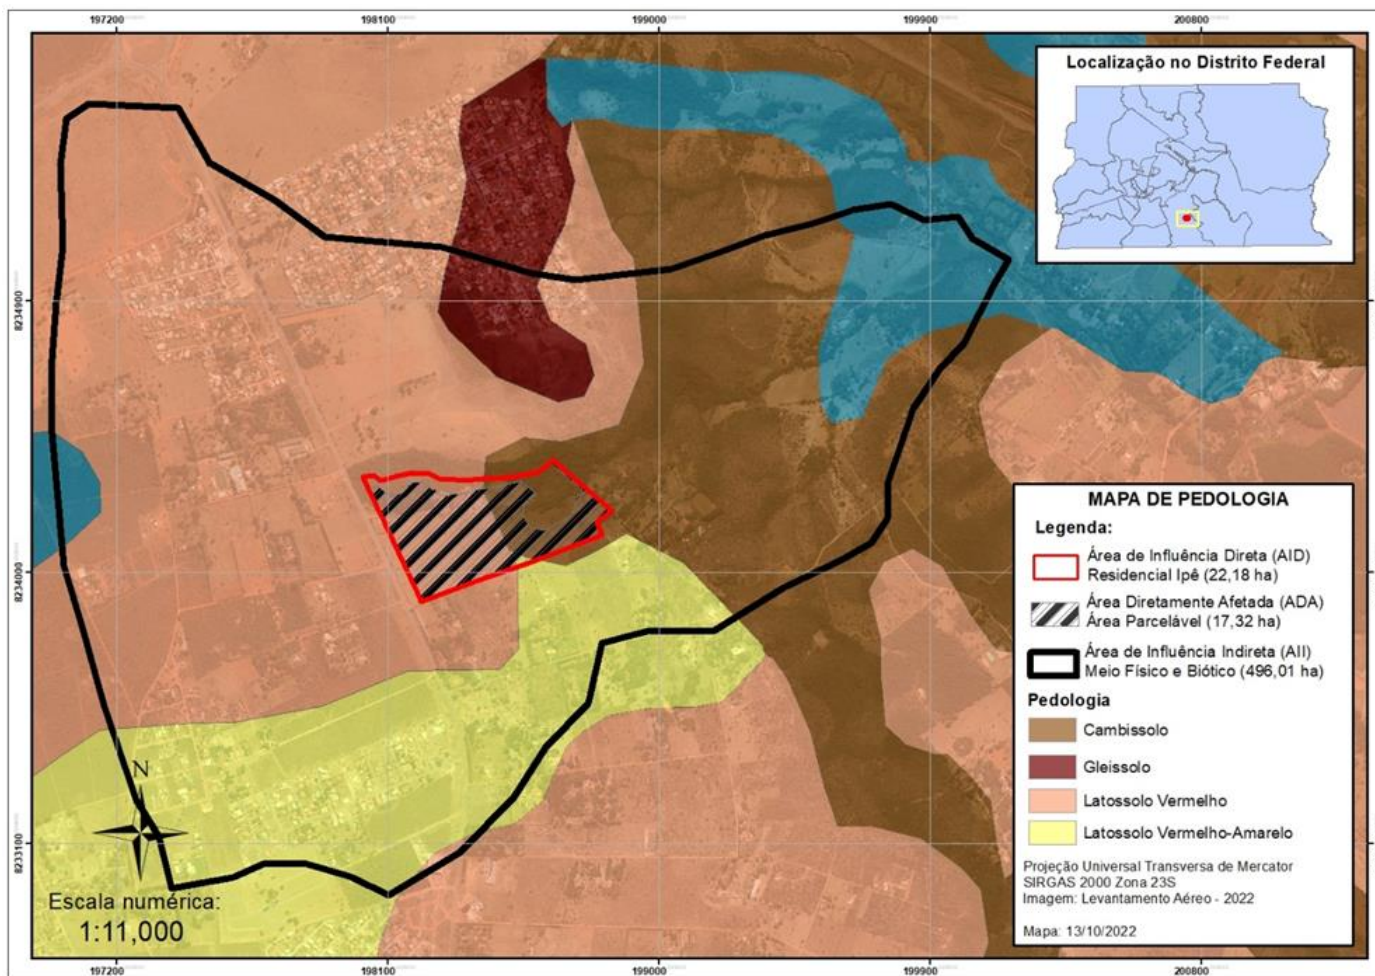 197200
198100
199000
199900
200800
Localização no Distrito Federal
8234900
8234000
8233100
MAPA DE PEDOLOGIA
Legenda:
Área de Influência Direta (AID)
Residencial Ipê (22,18 ha)
Área Diretamente Afetada (ADA)
Área Parcelável (17,32 ha)
Área de Influência Indireta (AII)
Meio Físico e Biótico (496,01 ha)
Pedologia
Cambissolo
Gleissolo
Latossolo Vermelho
Latossolo Vermelho-Amarelo
Projeção Universal Transversa de Mercator
SIRGAS 2000 Zona 23S
Imagem: Levantamento Aéreo - 2022
Mapa: 13/10/2022
N
Escala numérica:
1:11,000
197200
198100
199000
199900
200800